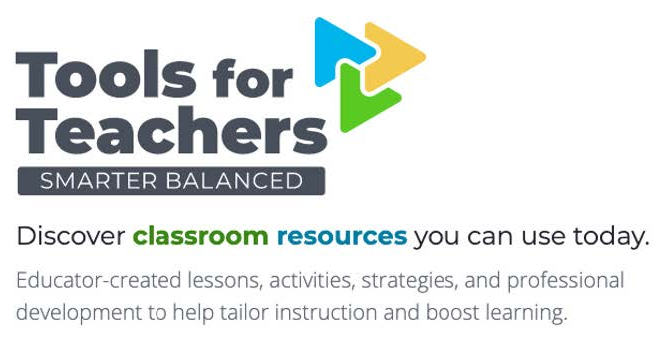 Tools for
Teachers
SMARTER BALANCED
Discover classroom resources you can use today.
Educator-created lessons, activities, strategies, and professional
development to help tailor instruction and boost learning.